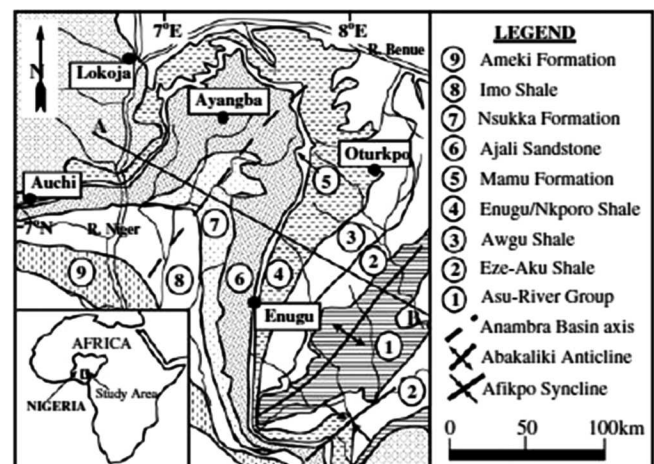 7°E
8°E
R. Benue
N
Lokoja
Ayangba
A
Oturkpo
Auchi
5
7°N
R. Niger
7
3
2
9
8
6
4
Enugu
B
1
2
AFRICA
NIGERIA
Study Area
LEGEND
9 Ameki Formation
8 Imo Shale
7 Nsukka Formation
6 Ajali Sandstone
5 Mamu Formation
4 Enugu/Nkporo Shale
3 Awgu Shale
2 Eze-Aku Shale
1 Asu-River Group
Anambra Basin axis
Abakaliki Anticline
Afikpo Syncline
0 100km